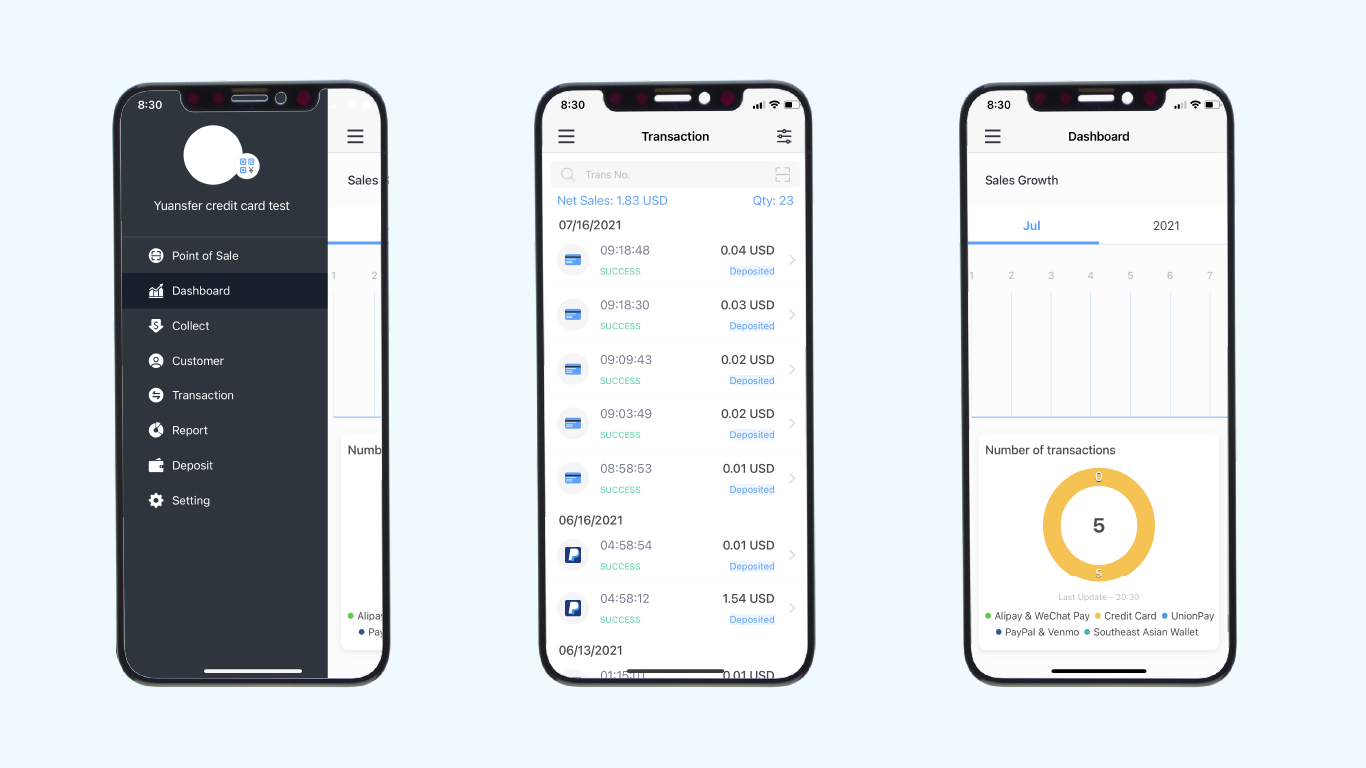 8:30
Yuansfer credit card test
Point of Sale
Dashboard
Collect
Customer
Transaction
Report
Deposit
Setting
Sales
1 2
Numb
Alipay
Pay
8:30
Transaction
Trans No.
Net Sales: 1.83 USD Qty: 23
07/16/2021
09:18:48 0.04 USD
SUCCESS Deposited
09:18:30 0.03 USD
SUCCESS Deposited
09:09:43 0.02 USD
SUCCESS Deposited
09:03:49 0.02 USD
SUCCESS Deposited
08:58:53 0.01 USD
SUCCESS Deposited
06/16/2021
04:58:54 0.01 USD
SUCCESS Deposited
04:58:12 1.54 USD
SUCCESS Deposited
06/13/2021
01:15:01 0.01 USD
8:30
Dashboard
Sales Growth
Jul 2021
1 2 3 4 5 6 7
Number of transactions
0
5
5
Last Update - 20:30
Alipay & WeChat Pay Credit Card UnionPay
PayPal & Venmo Southeast Asian Wallet